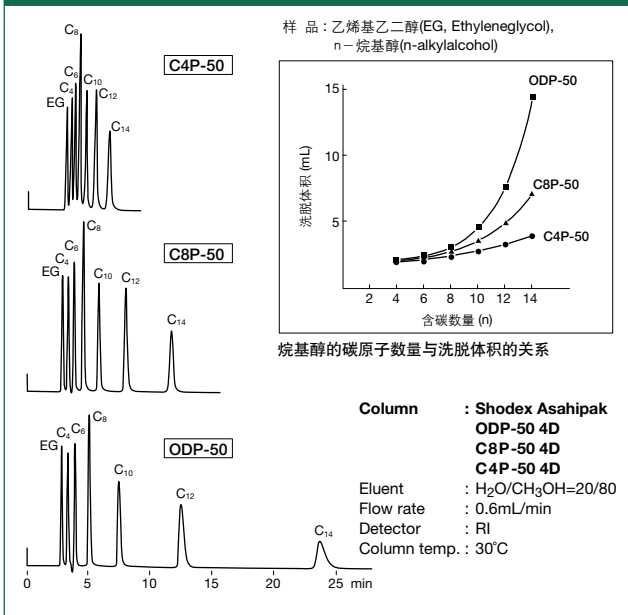 样 品：乙烯基乙二醇(EG, Ethyleneglycol),
n－烷基醇(n-alkylalcohol)
C4P-50
EG
C4
C6
C8
C10
C12
C14
C8P-50
EG
C4
C6
C8
C10
C12
C14
ODP-50
EG
C4
C6
C8
C10
C12
C14
0 5 10 15 20 25 min
洗脱体积 (mL)
15
10
5
ODP-50
C8P-50
C4P-50
2 4 6 8 10 12 14
含碳数量 (n)
烷基醇的碳原子数量与洗脱体积的关系
Column : Shodex Asahipak
ODP-50 4D
C8P-50 4D
C4P-50 4D
Eluent : H2O/CH3OH=20/80
Flow rate : 0.6mL/min
Detector : RI
Column temp. : 30°C